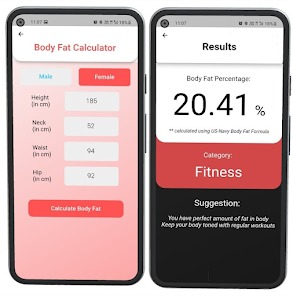 11:07
10%
Body Fat Calculator
Male
Female
Height
(in cm)
185
Neck
(in cm)
52
Waist
(in cm)
94
Hip
(in cm)
92
Calculate Body Fat
11:07
10%
Results
Body Fat Percentage:
20.41 %
** calculated using US-Navy Body Fat Formula
Category:
Fitness
Suggestion:
You have perfect amount of fat in body
Keep your body toned with regular workouts